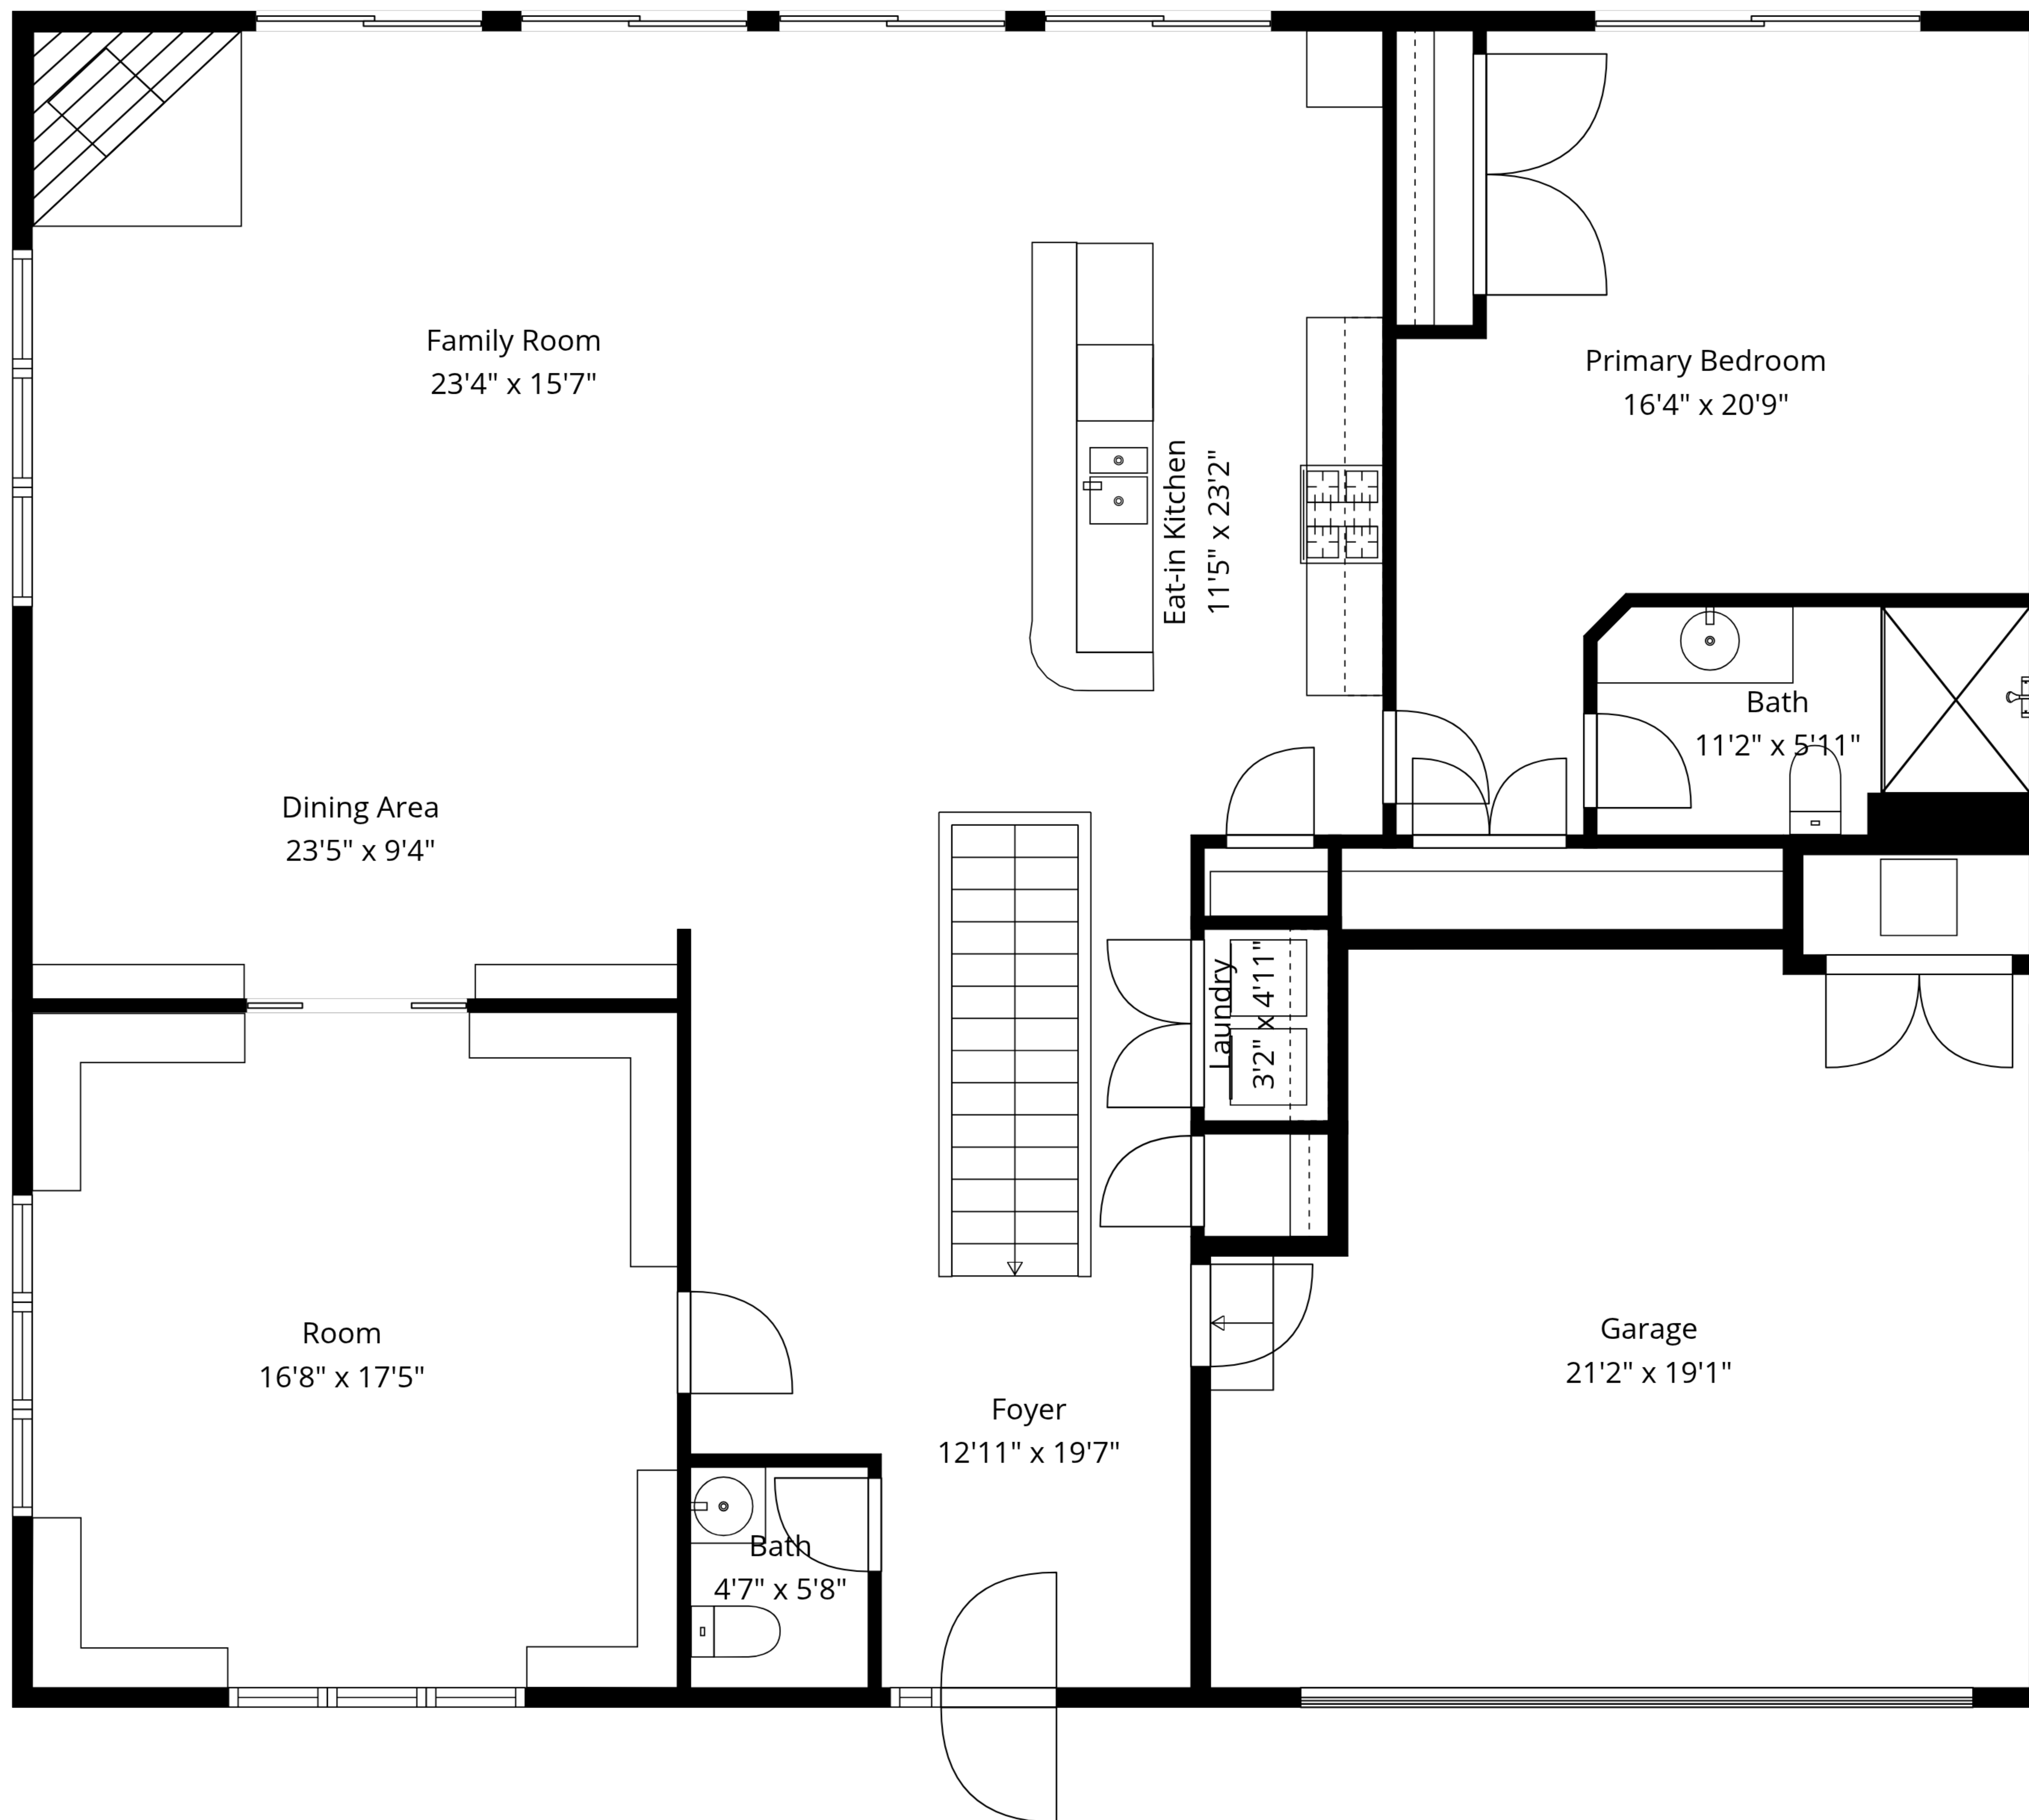 Family Room
23'4" x 15'7"
Primary Bedroom
16'4" x 20'9"
Eat-in Kitchen
11'5" x 23'2"
Bath
11'2" x 5'11"
Dining Area
23'5" x 9'4"
Laundry
3'2" x 4'11"
Room
16'8" x 17'5"
Garage
21'2" x 19'1"
Foyer
12'11" x 19'7"
Bath
4'7" x 5'8"